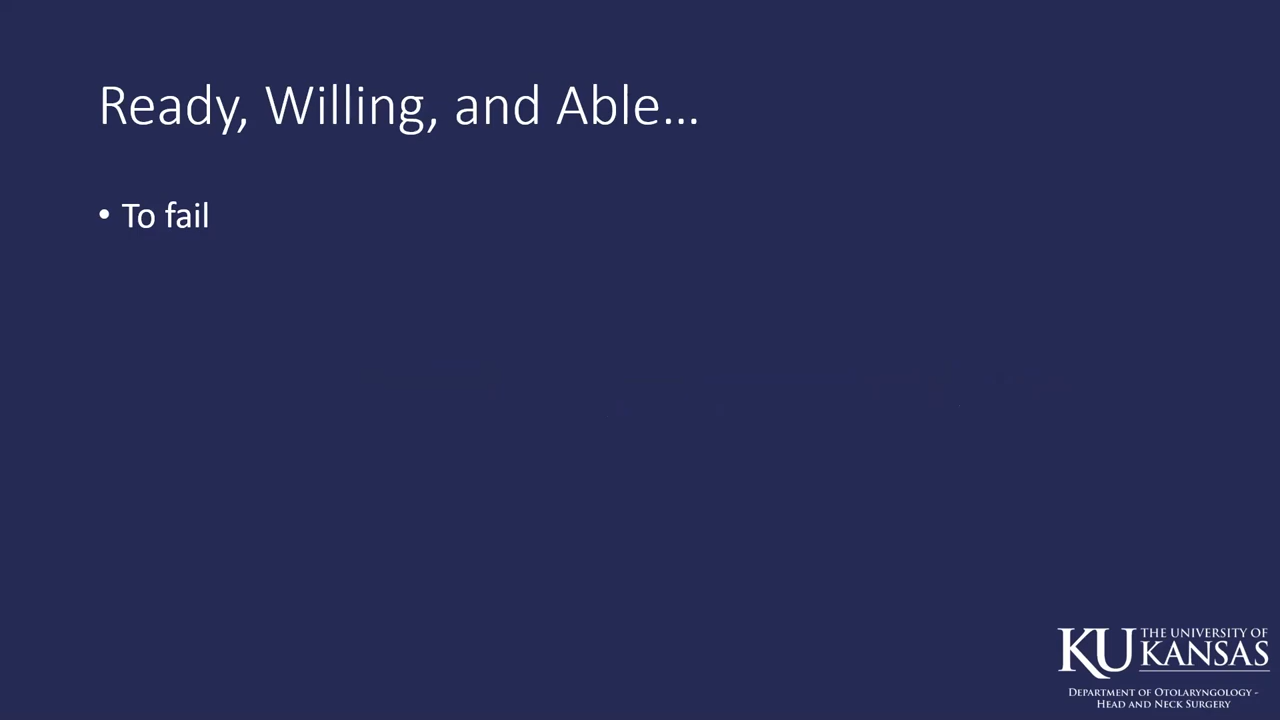 Ready, Willing, and Able...
• To fail
KU THE UNIVERSITY OF
KANSAS
DEPARTMENT OF OTOLARYNGOLOGY -
HEAD AND NECK SURGERY